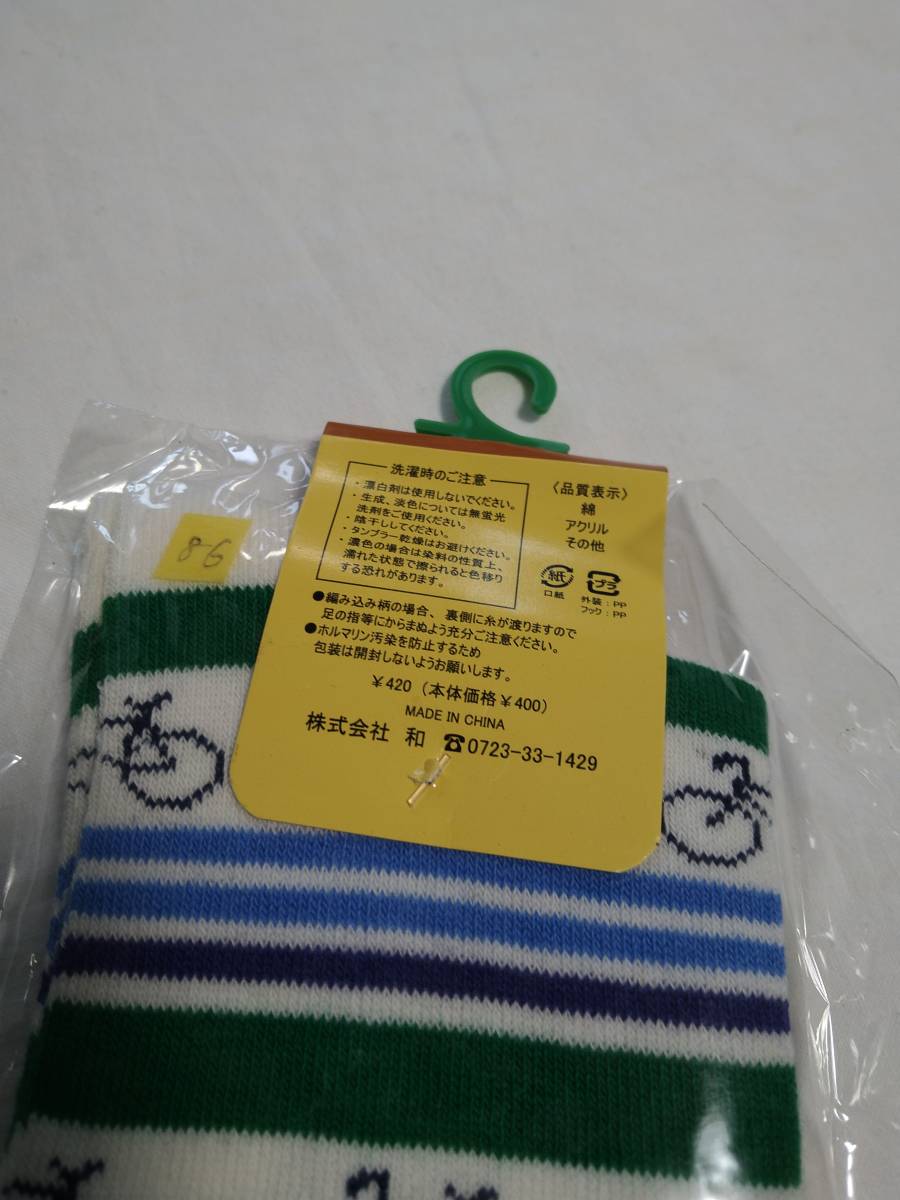 洗濯時のご注意
・漂白剤は使用しないでください。
・生成、淡色については無蛍光
洗剤をご使用ください。
・陰干ししてください。
・タンブラー乾燥はお避けください。
・濃色の場合は染料の性質上、
濡れた状態で擦られると色移り
する恐れがあります。
〈品質表示〉
綿
アクリル
その他
紙
口紙
プラ
外装：PP
フック：PP
●編み込み柄の場合、裏側に糸が渡りますので
足の指等にからまぬよう充分ご注意ください。
●ホルマリン汚染を防止するため
包装は開封しないようお願いします。
￥420（本体価格￥400）
MADE IN CHINA
株式会社 和 ☎0723-33-1429
8-6